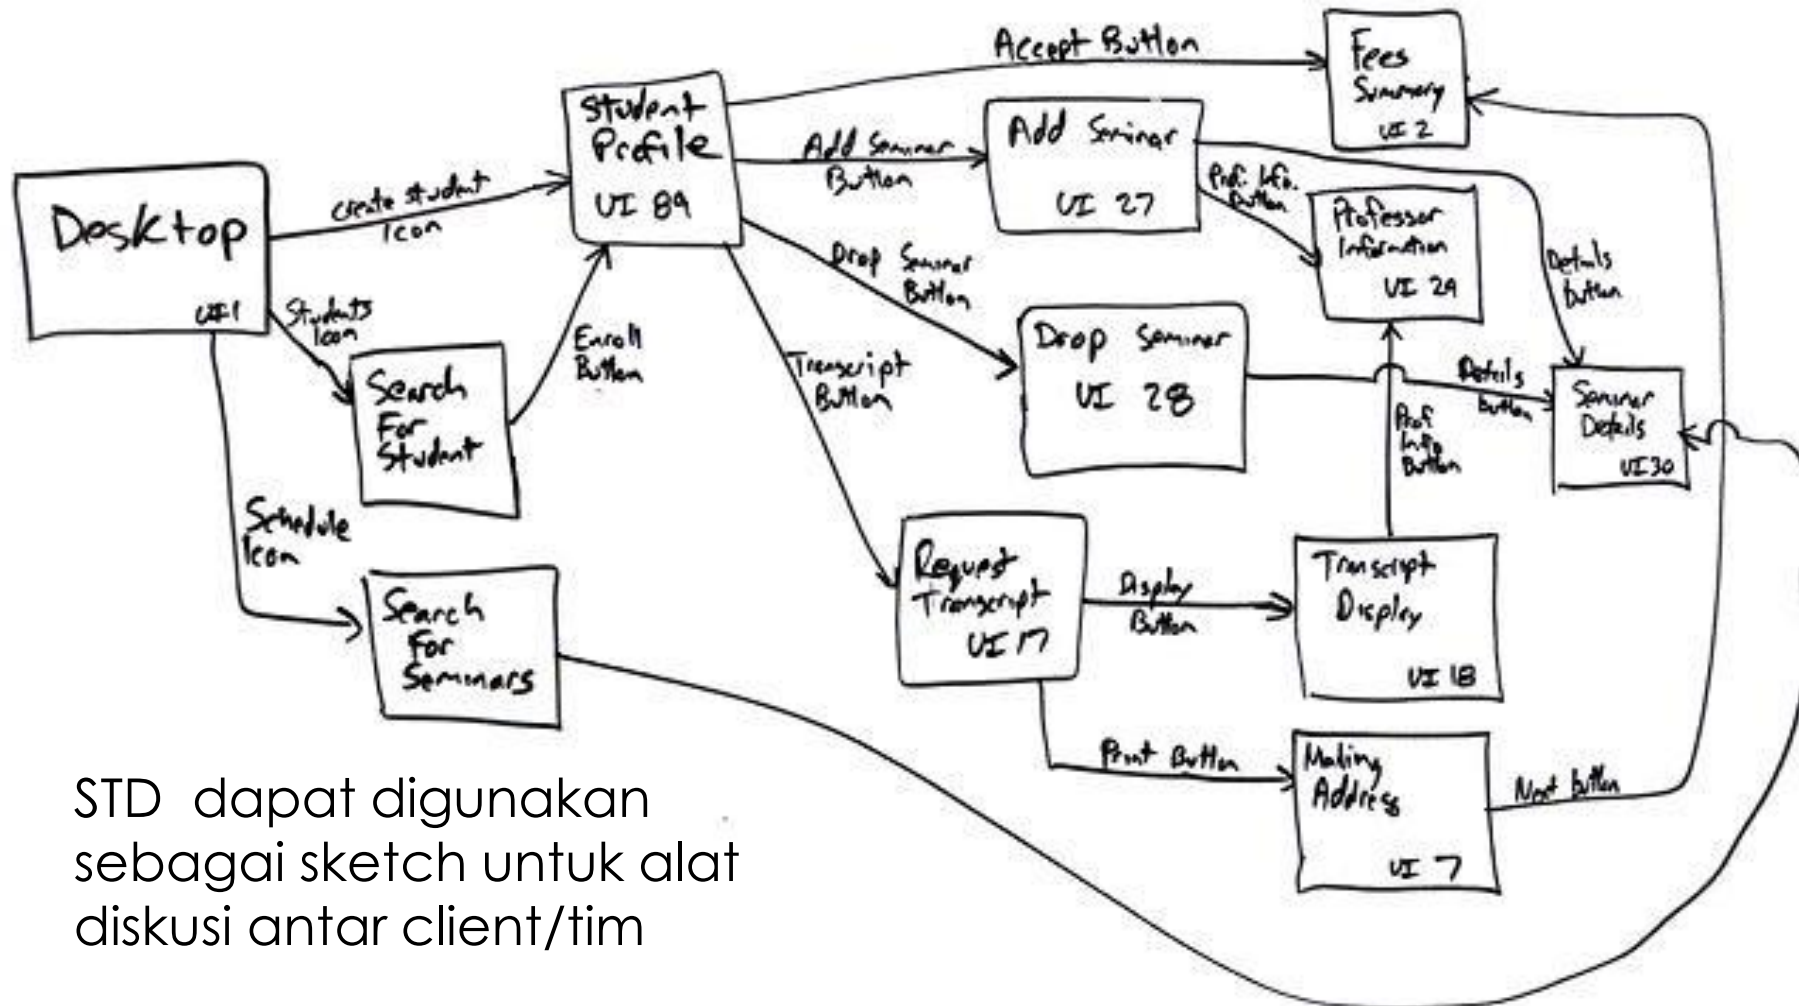 Desktop
UI 1
Create student
Icon
Students
Icon
Schedule
Icon
Search
For
Student
Search
For
Seminars
Enroll
Button
Student
Profile
UI 89
Accept Button
Add Seminar
Button
Drop Seminar
Button
Transcript
Button
Add Seminar
UI 27
Prof. Info.
Button
Details
button
Fees
Summary
UI 2
Professor
Information
UI 29
Drop Seminar
UI 28
Details
button
Seminar
Details
UI 30
Prof
Info
Button
Request
Transcript
UI 17
Display
Button
Transcript
Display
UI 18
Print Button
Mailing
Address
UI 7
Next button
STD dapat digunakan
sebagai sketch untuk alat
diskusi antar client/tim